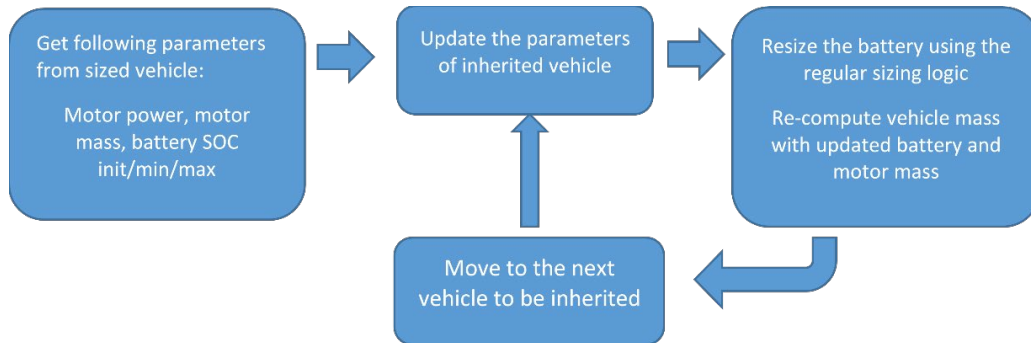 Get following parameters
from sized vehicle:
Motor power, motor
mass, battery SOC
init/min/max
Update the parameters
of inherited vehicle
Resize the battery using the
regular sizing logic
Re-compute vehicle mass
with updated battery and
motor mass
Move to the next
vehicle to be inherited